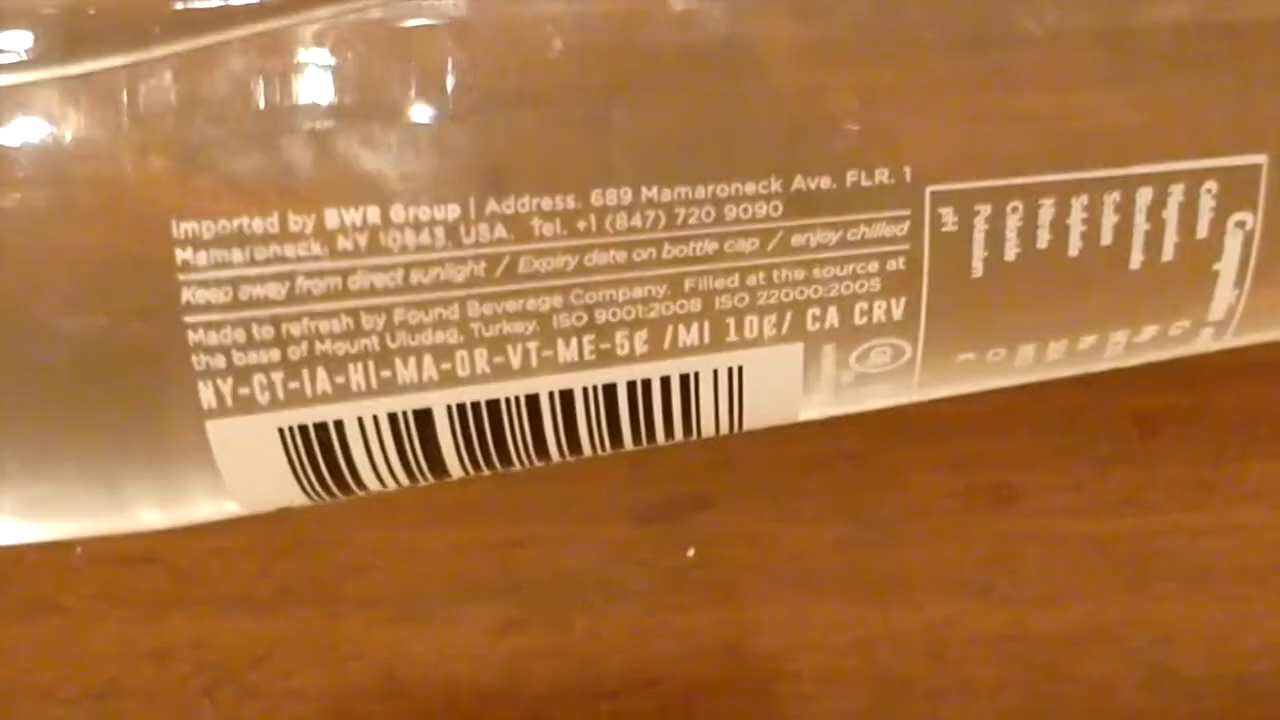 Imported by BWR Group | Address. 689 Mamaroneck Ave. FLR. 1
Mamaroneck, NY 10543, USA. Tel. +1 (847) 720 9090
Keep away from direct sunlight / Expiry date on bottle cap / enjoy chilled
Made to refresh by Found Beverage Company. Filled at the source at
the base of Mount Uludag, Turkey. ISO 9001:2008 ISO 22000:2005
NY-CT-IA-HI-MA-OR-VT-ME-5¢ /MI 10¢/ CA CRV
Composition
Calcium
Magnesium
Bicarbonate
Sodium
Sulphate
Nitrate
Chloride
Potassium
pH